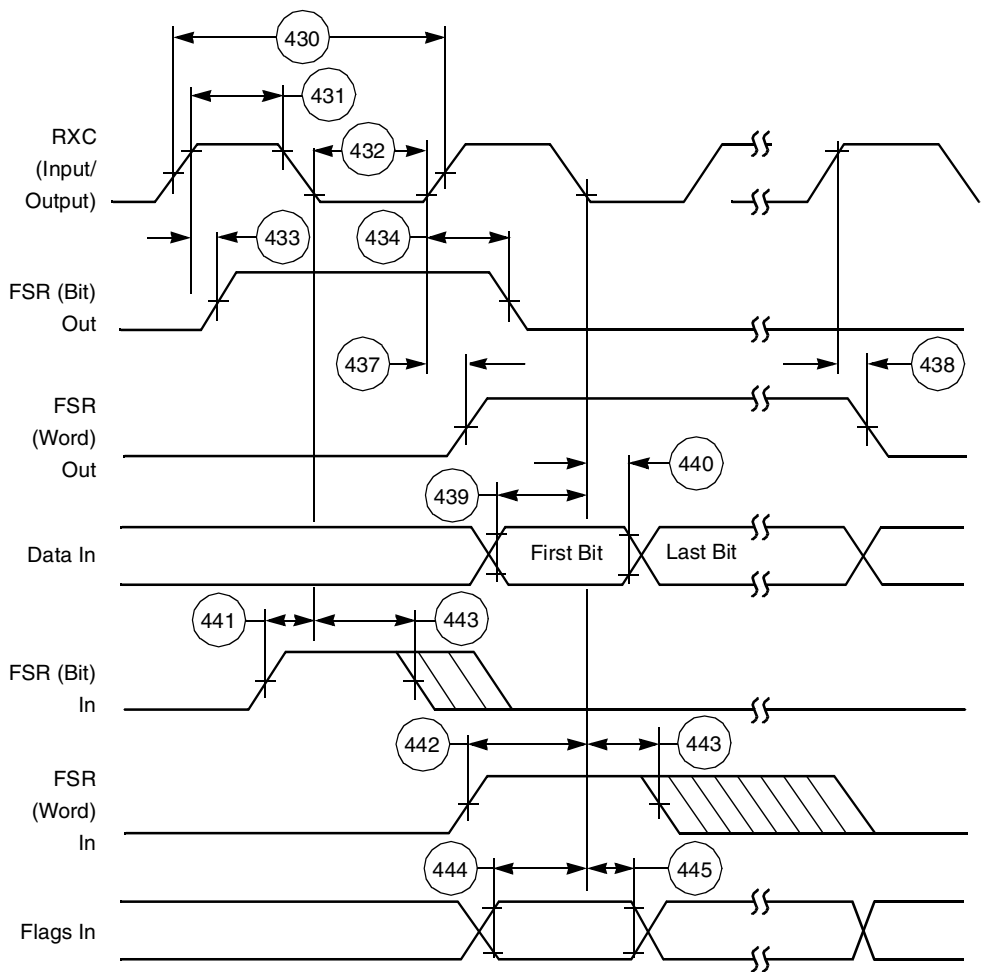 430
431
RXC
(Input/
Output)
432
433
434
FSR (Bit)
Out
437
438
FSR
(Word)
Out
440
439
Data In
First Bit
Last Bit
441
443
FSR (Bit)
In
442
443
FSR
(Word)
In
444
445
Flags In